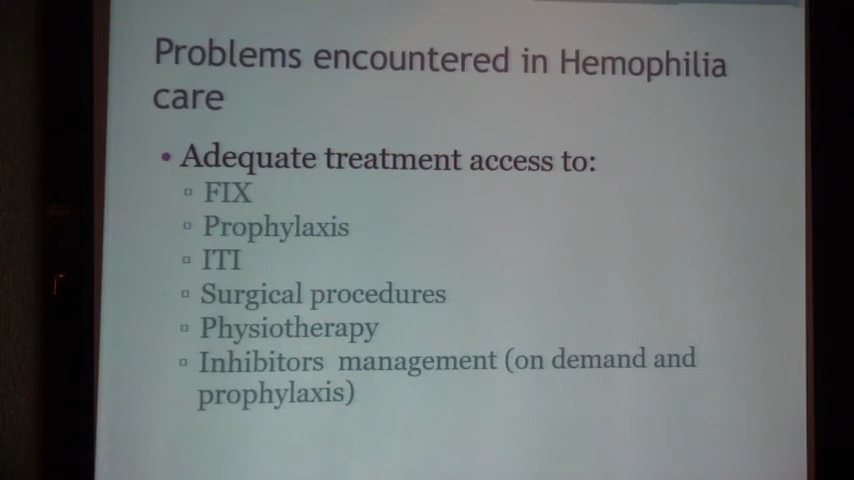 Problems encountered in Hemophilia
care
• Adequate treatment access to:
▫ FIX
▫ Prophylaxis
▫ ITI
▫ Surgical procedures
▫ Physiotherapy
▫ Inhibitors management (on demand and
prophylaxis)